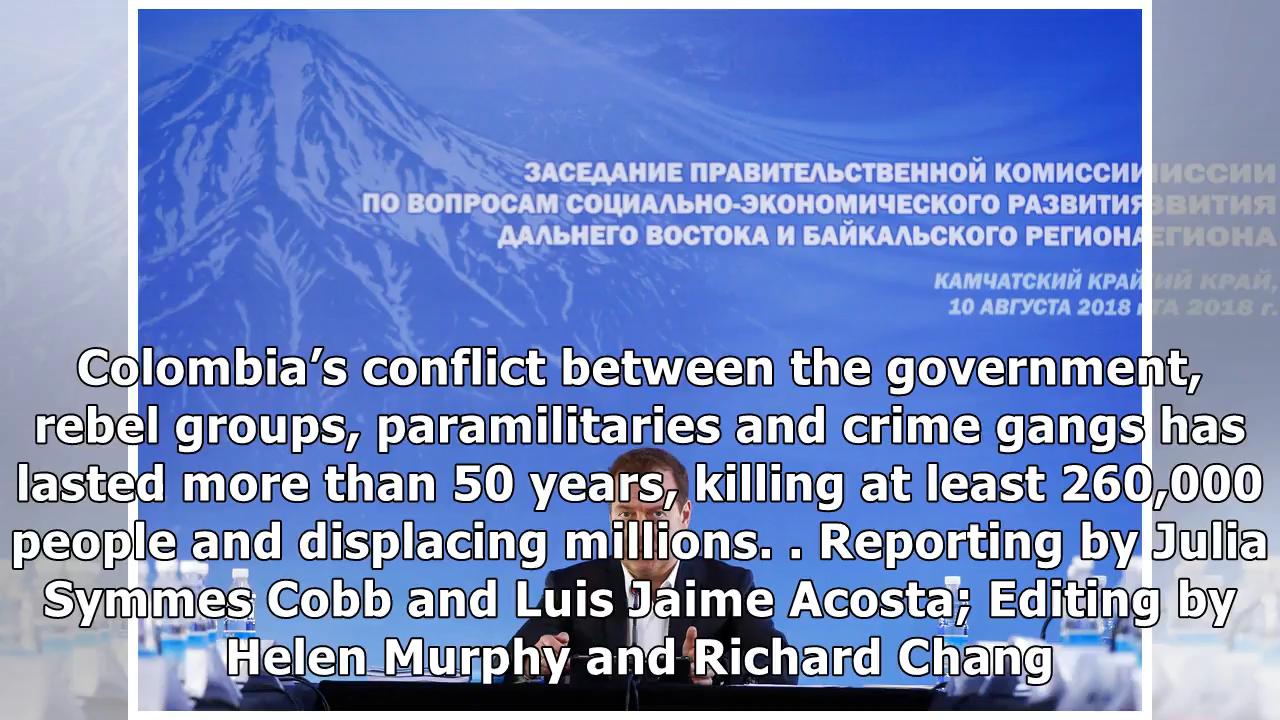 ЗАСЕДАНИЕ ПРАВИТЕЛЬСТВЕННОЙ КОМИССИИ
ПО ВОПРОСАМ СОЦИАЛЬНО-ЭКОНОМИЧЕСКОГО РАЗВИТИЯ
ДАЛЬНЕГО ВОСТОКА И БАЙКАЛЬСКОГО РЕГИОНА
КАМЧАТСКИЙ КРАЙ,
10 АВГУСТА 2018 г.
Colombia’s conflict between the government,
rebel groups, paramilitaries and crime gangs has
lasted more than 50 years, killing at least 260,000
people and displacing millions. . Reporting by Julia
Symmes Cobb and Luis Jaime Acosta; Editing by
Helen Murphy and Richard Chang